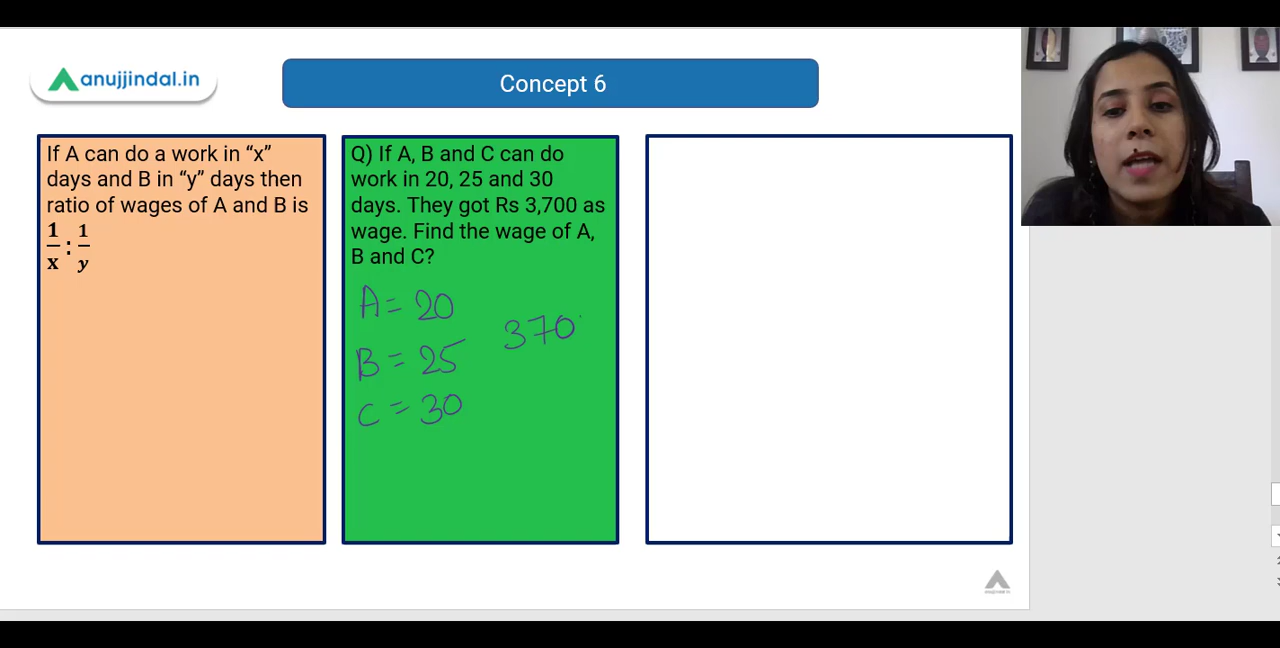 anujjindal.in
Concept 6
If A can do a work in “x”
days and B in “y” days then
ratio of wages of A and B is
1/x : 1/y
Q) If A, B and C can do
work in 20, 25 and 30
days. They got Rs 3,700 as
wage. Find the wage of A,
B and C?
A = 20
B = 25
C = 30
370